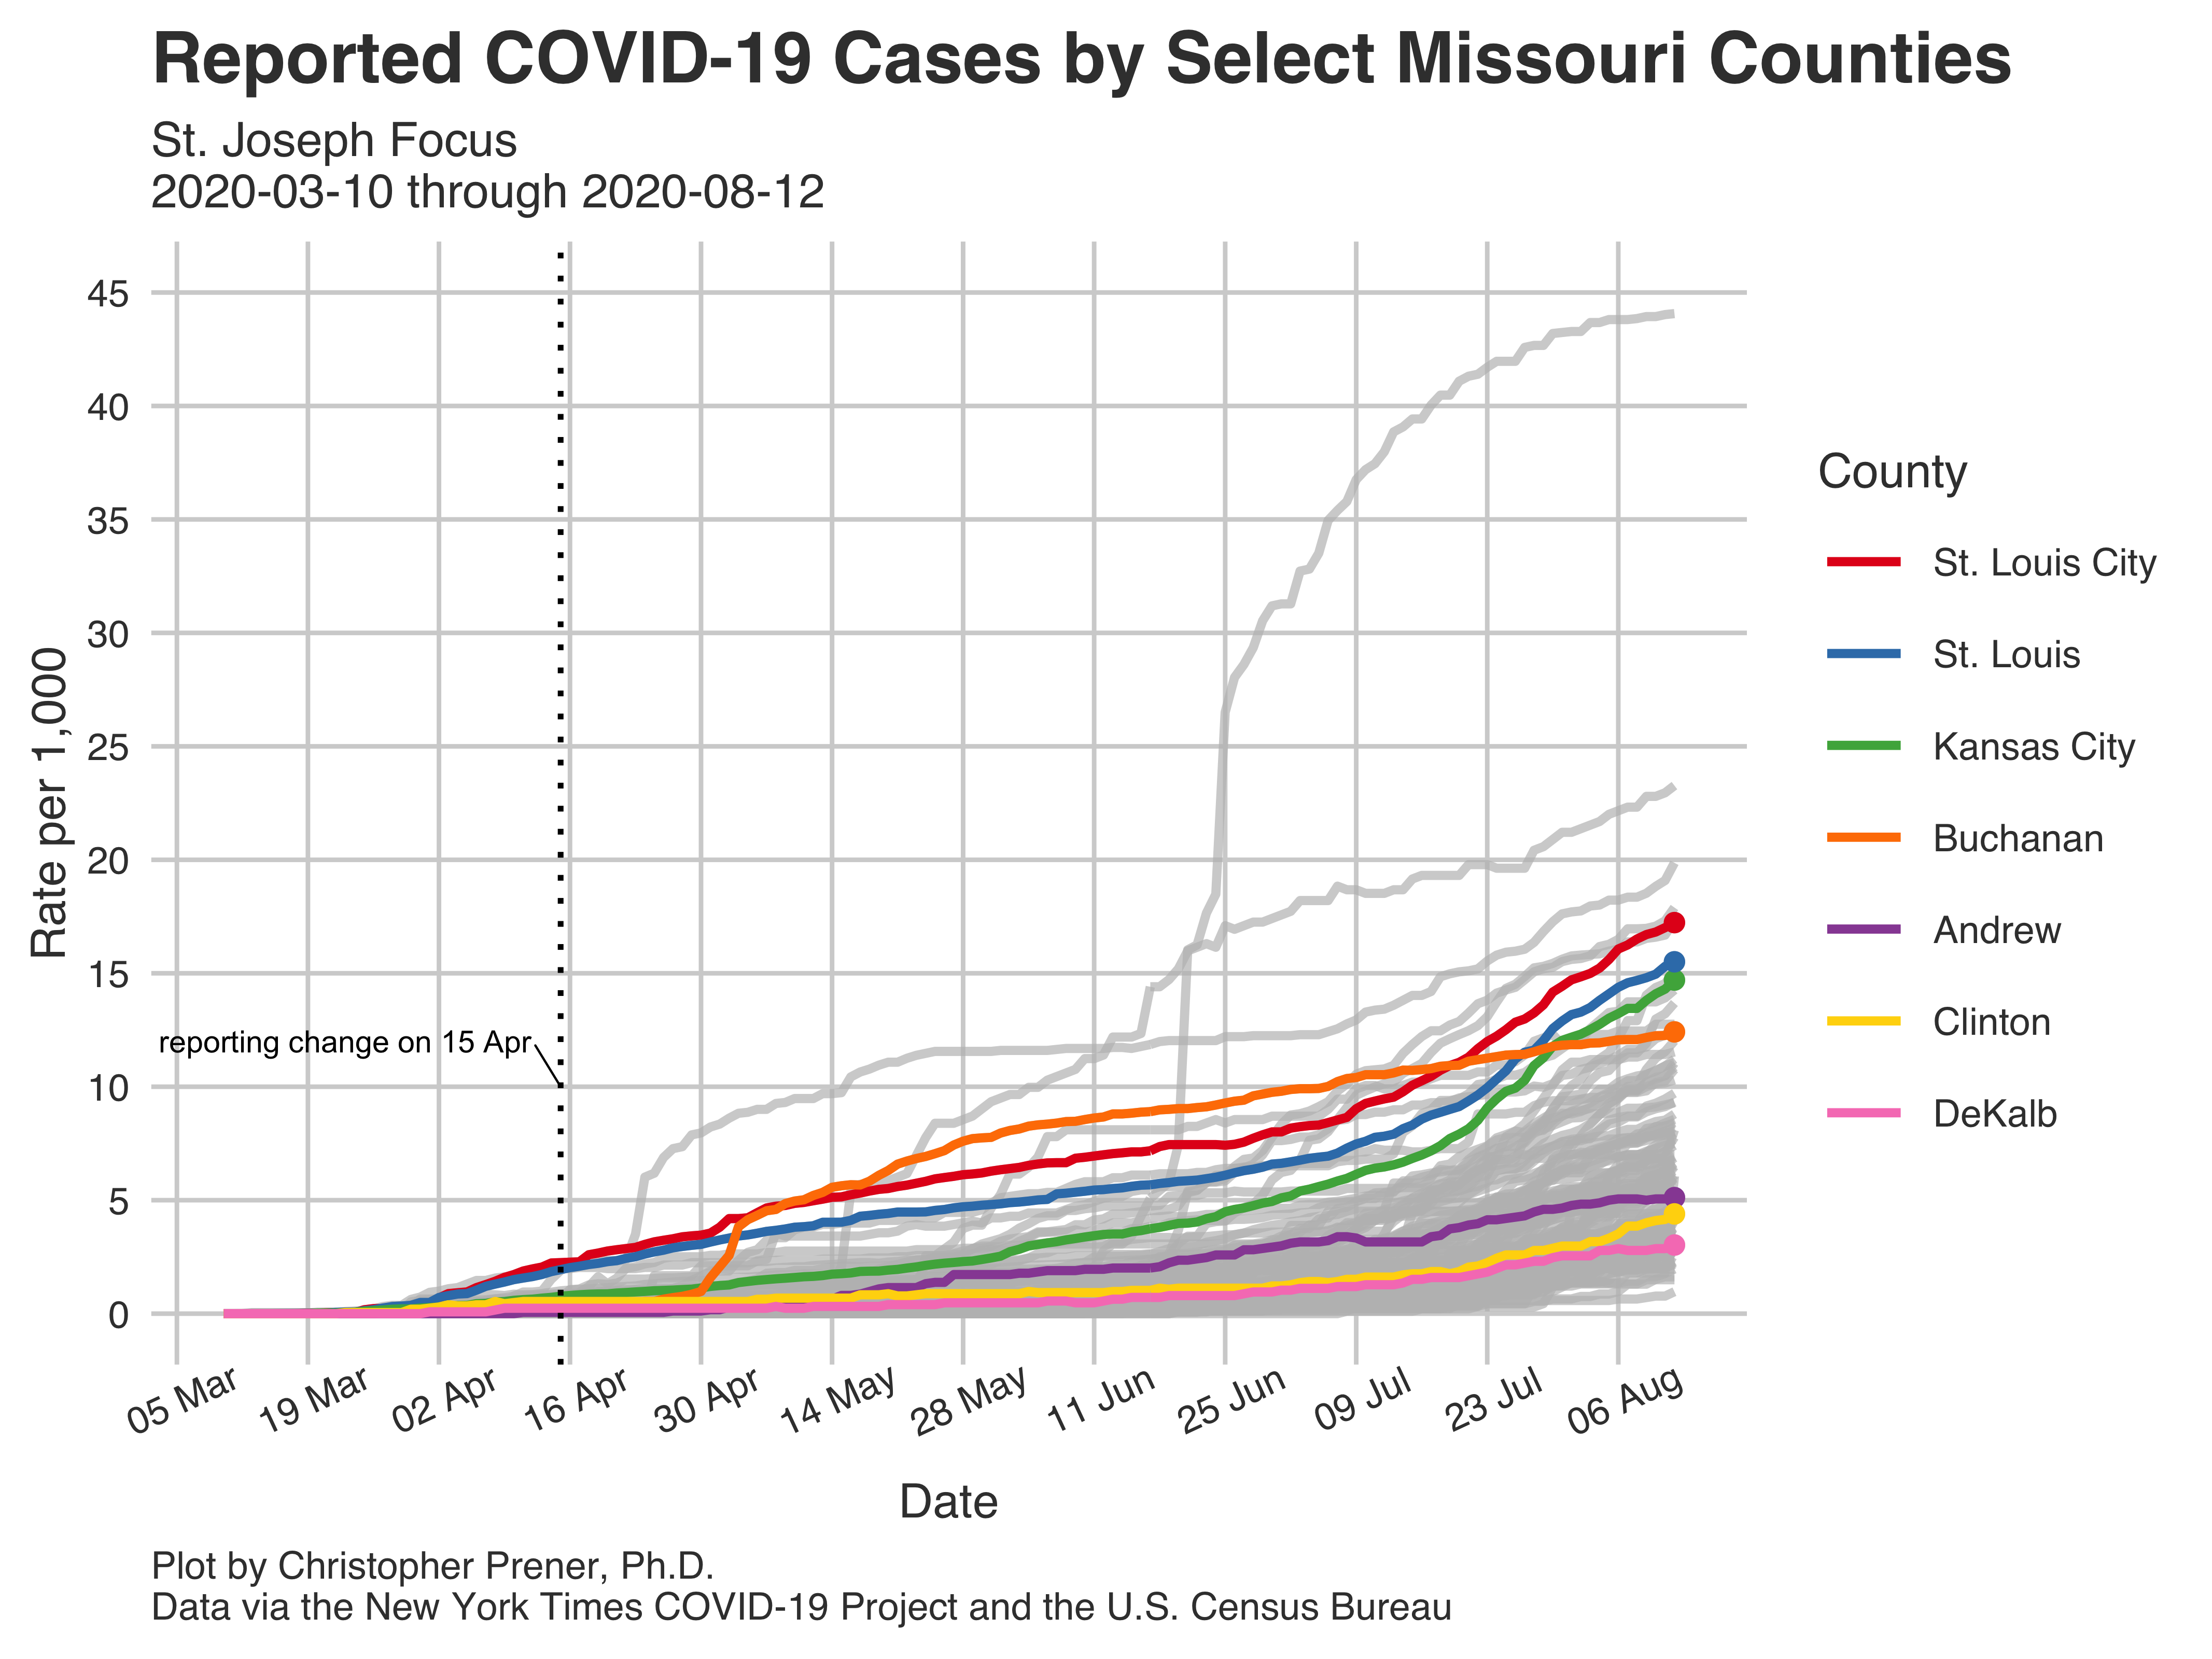 Reported COVID-19 Cases by Select Missouri Counties
St. Joseph Focus
2020-03-10 through 2020-08-12
Rate per 1,000
45
40
35
30
25
20
15
10
5
0
reporting change on 15 Apr
05 Mar
19 Mar
02 Apr
16 Apr
30 Apr
14 May
28 May
11 Jun
25 Jun
09 Jul
23 Jul
06 Aug
Date
County
St. Louis City
St. Louis
Kansas City
Buchanan
Andrew
Clinton
DeKalb
Plot by Christopher Prener, Ph.D.
Data via the New York Times COVID-19 Project and the U.S. Census Bureau